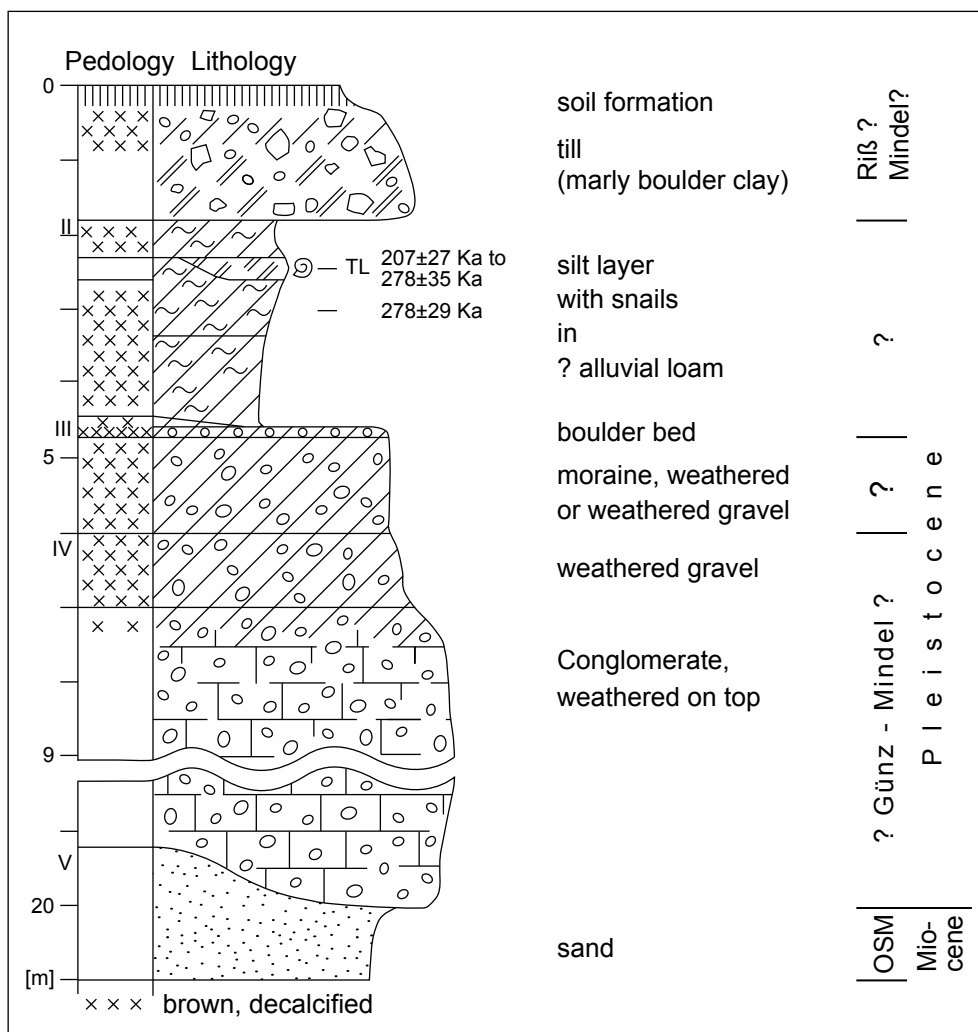 Pedology Lithology
0
soil formation
till
(marly boulder clay)
Riß ?
Mindel?
II
TL 207±27 Ka to
278±35 Ka
278±29 Ka
silt layer
with snails
in
? alluvial loam
?
III
boulder bed
5
moraine, weathered
or weathered gravel
?
IV
weathered gravel
Conglomerate,
weathered on top
9
? Günz - Mindel ?
Pleistocene
V
20
sand
OSM
Mio-
cene
[m]
× × × brown, decalcified